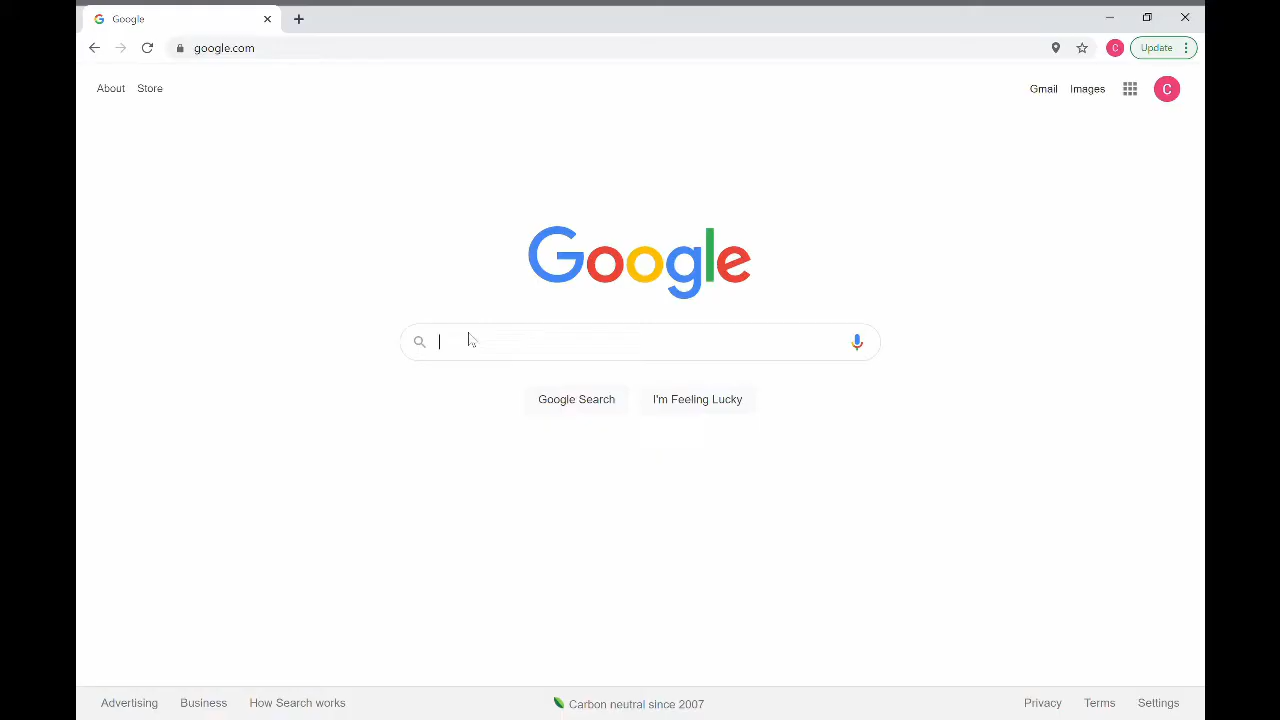 Google
google.com
C
Update
About Store
Gmail Images
C
Google
Google Search I'm Feeling Lucky
Advertising Business How Search works
Carbon neutral since 2007
Privacy Terms Settings